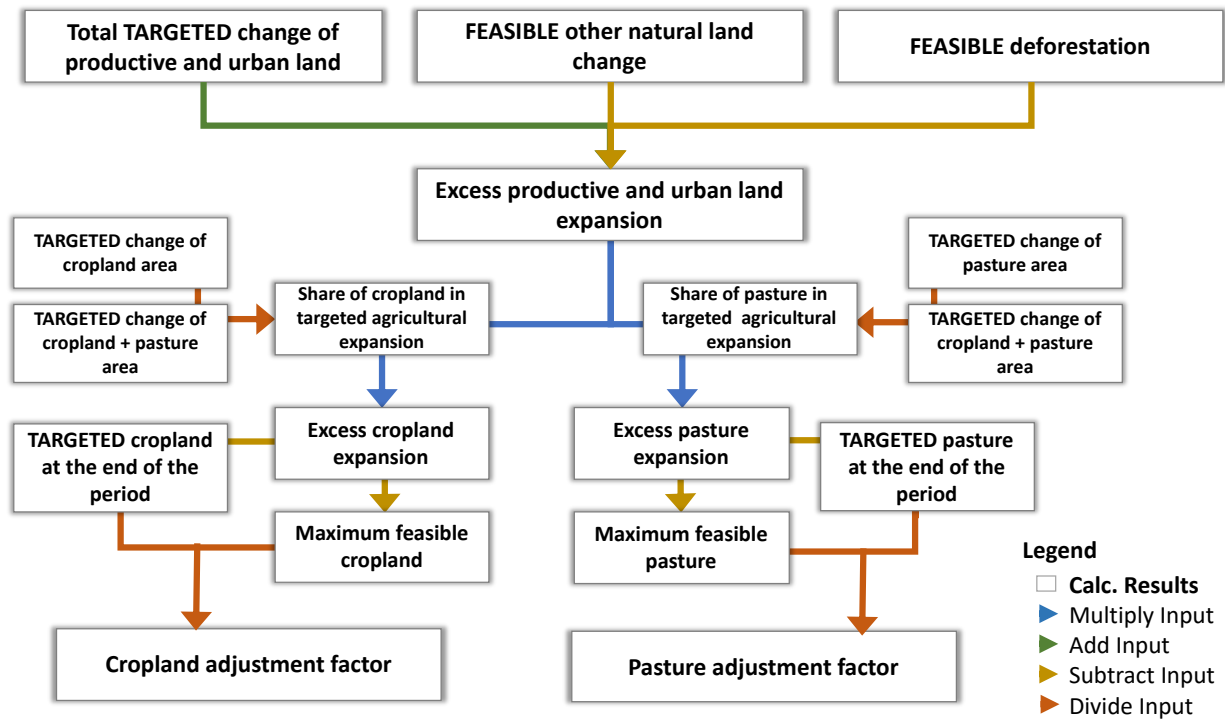 Total TARGETED change of
productive and urban land
FEASIBLE other natural land
change
FEASIBLE deforestation
Excess productive and urban land
expansion
TARGETED change of
cropland area
TARGETED change of
cropland + pasture
area
Share of cropland in
targeted agricultural
expansion
Share of pasture in
targeted  agricultural
expansion
TARGETED change of
pasture area
TARGETED change of
cropland + pasture
area
TARGETED cropland
at the end of the
period
Excess cropland
expansion
Excess pasture
expansion
TARGETED pasture
at the end of the
period
Maximum feasible
cropland
Maximum feasible
pasture
Cropland adjustment factor
Pasture adjustment factor
Legend
Calc. Results
Multiply Input
Add Input
Subtract Input
Divide Input